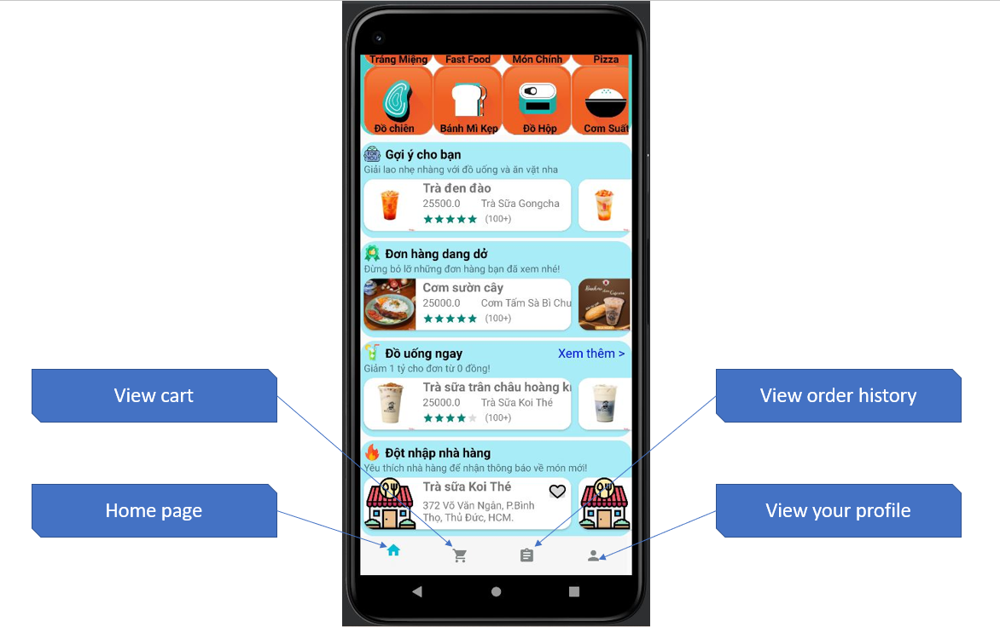 Tráng Miệng Fast Food Món Chính Pizza
Đồ chiên Bánh Mì Kẹp Đồ Hộp Cơm Suất
Gợi ý cho bạn
Giải lao nhẹ nhàng với đồ uống và ăn vặt nha
Trà đen đào
25500.0 Trà Sữa Gongcha
(100+)
Đơn hàng dang dở
Đừng bỏ lỡ những đơn hàng bạn đã xem nhé!
Cơm sườn cây
25000.0 Cơm Tấm Sà Bì Chu
(100+)
Đồ uống ngay Xem thêm >
Giảm 1 tỷ cho đơn từ 0 đồng!
Trà sữa trân châu hoàng k
25000.0 Trà Sữa Koi Thé
(100+)
Đột nhập nhà hàng
Yêu thích nhà hàng để nhận thông báo về món mới!
Trà sữa Koi Thé
372 Võ Văn Ngân, P.Bình
Thọ, Thủ Đức, HCM.
View cart
Home page
View order history
View your profile